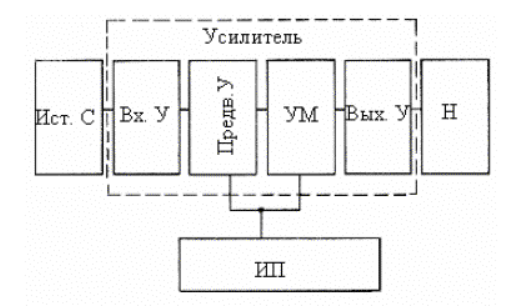 Усилитель
Ист. С
Вх. У
Предв.У
УМ
Вых. У
Н
ИП